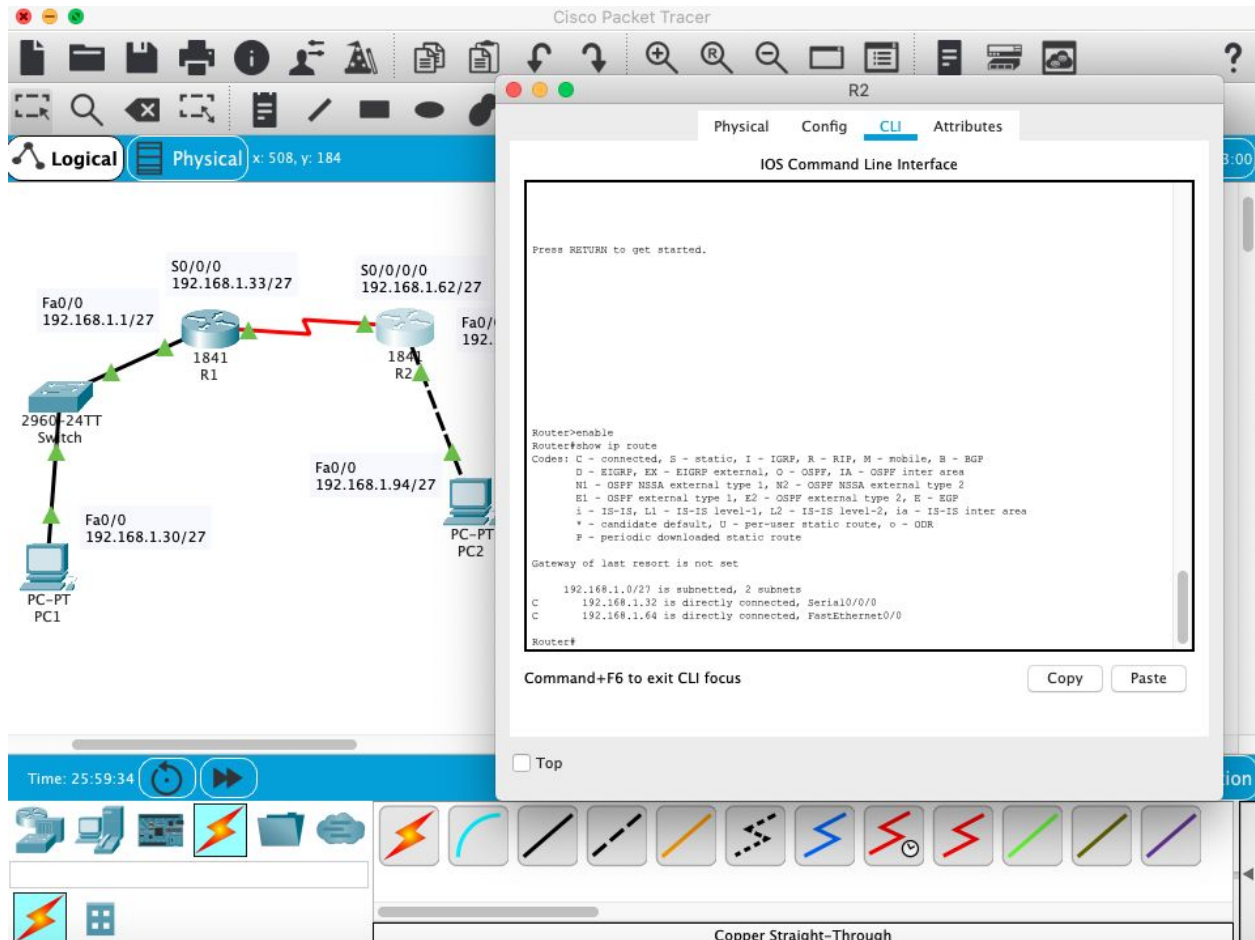 Cisco Packet Tracer
Logical
Physical
x: 508, y: 184
3:00
S0/0/0
192.168.1.33/27
S0/0/0/0
192.168.1.62/27
Fa0/0
192.168.1.1/27
Fa0/
192.
1841
R1
1841
R2
2960-24TT
Switch
Fa0/0
192.168.1.94/27
Fa0/0
192.168.1.30/27
PC-PT
PC2
PC-PT
PC1
R2
Physical Config CLI Attributes
IOS Command Line Interface
Press RETURN to get started.
Router>enable
Router#show ip route
Codes: C - connected, S - static, I - IGRP, R - RIP, M - mobile, B - BGP
D - EIGRP, EX - EIGRP external, O - OSPF, IA - OSPF inter area
N1 - OSPF NSSA external type 1, N2 - OSPF NSSA external type 2
E1 - OSPF external type 1, E2 - OSPF external type 2, E - EGP
i - IS-IS, L1 - IS-IS level-1, L2 - IS-IS level-2, ia - IS-IS inter area
* - candidate default, U - per-user static route, o - ODR
P - periodic downloaded static route
Gateway of last resort is not set
192.168.1.0/27 is subnetted, 2 subnets
C 192.168.1.32 is directly connected, Serial0/0/0
C 192.168.1.64 is directly connected, FastEthernet0/0
Router#
Command+F6 to exit CLI focus
Copy Paste
Top
Time: 25:59:34
ion
Copper Straight-Through